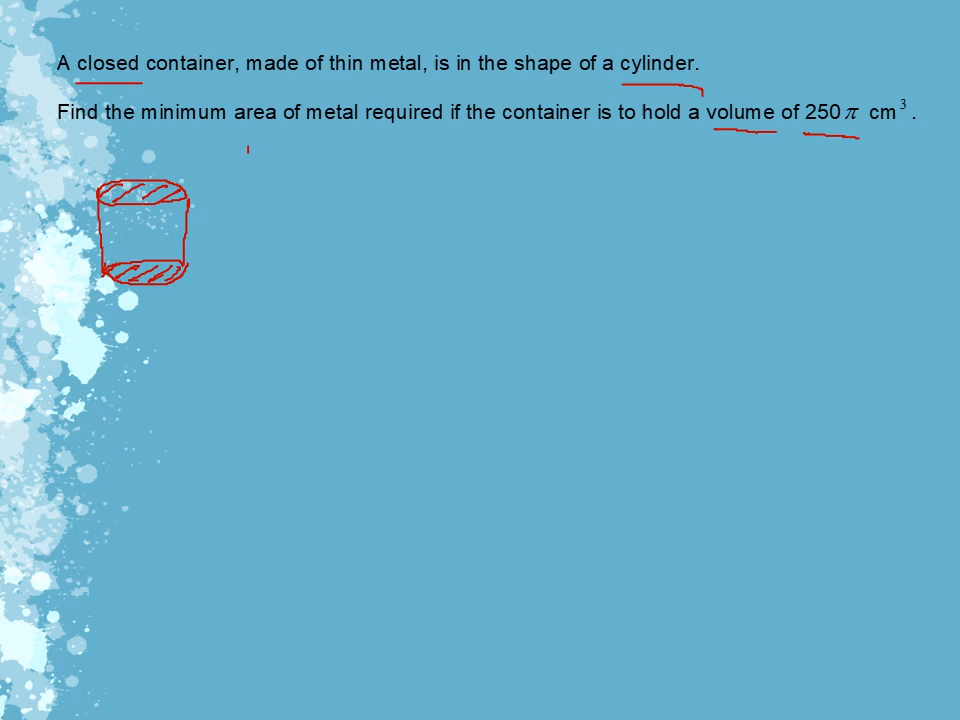 A closed container, made of thin metal, is in the shape of a cylinder.
Find the minimum area of metal required if the container is to hold a volume of 250π cm³ .